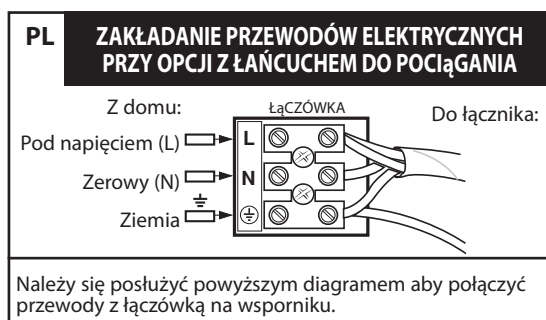 PL
ZAKŁADANIE PRZEWODÓW ELEKTRYCZNYCH
PRZY OPCJI Z ŁAŃCUCHEM DO POCIąGANIA
Z domu:
ŁąCZÓWKA
Do łącznika:
Pod napięciem (L)
L
Zerowy (N)
N
Ziemia
Należy się posłużyć powyższym diagramem aby połączyć
przewody z łączówką na wsporniku.